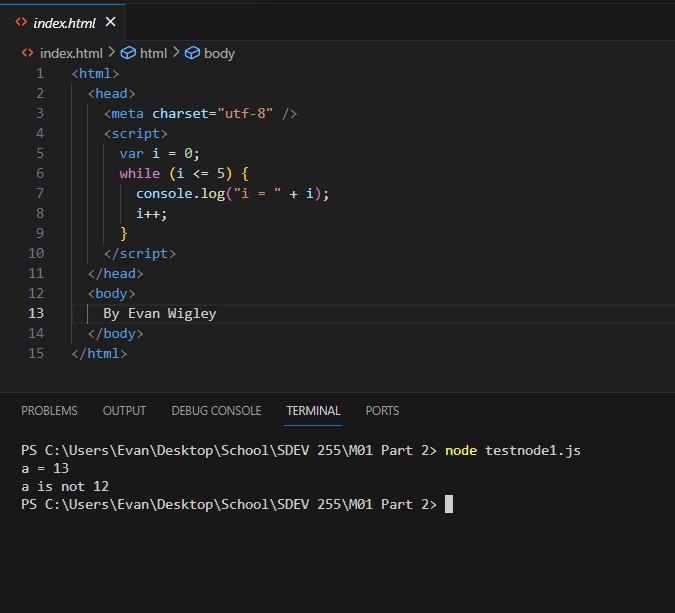 index.html
index.html > html > body
1 <html>
2 <head>
3 <meta charset="utf-8" />
4 <script>
5 var i = 0;
6 while (i <= 5) {
7 console.log("i = " + i);
8 i++;
9 }
10 </script>
11 </head>
12 <body>
13 By Evan Wigley
14 </body>
15 </html>
PROBLEMS OUTPUT DEBUG CONSOLE TERMINAL PORTS
PS C:\Users\Evan\Desktop\School\SDEV 255\M01 Part 2> node testnode1.js
a = 13
a is not 12
PS C:\Users\Evan\Desktop\School\SDEV 255\M01 Part 2>